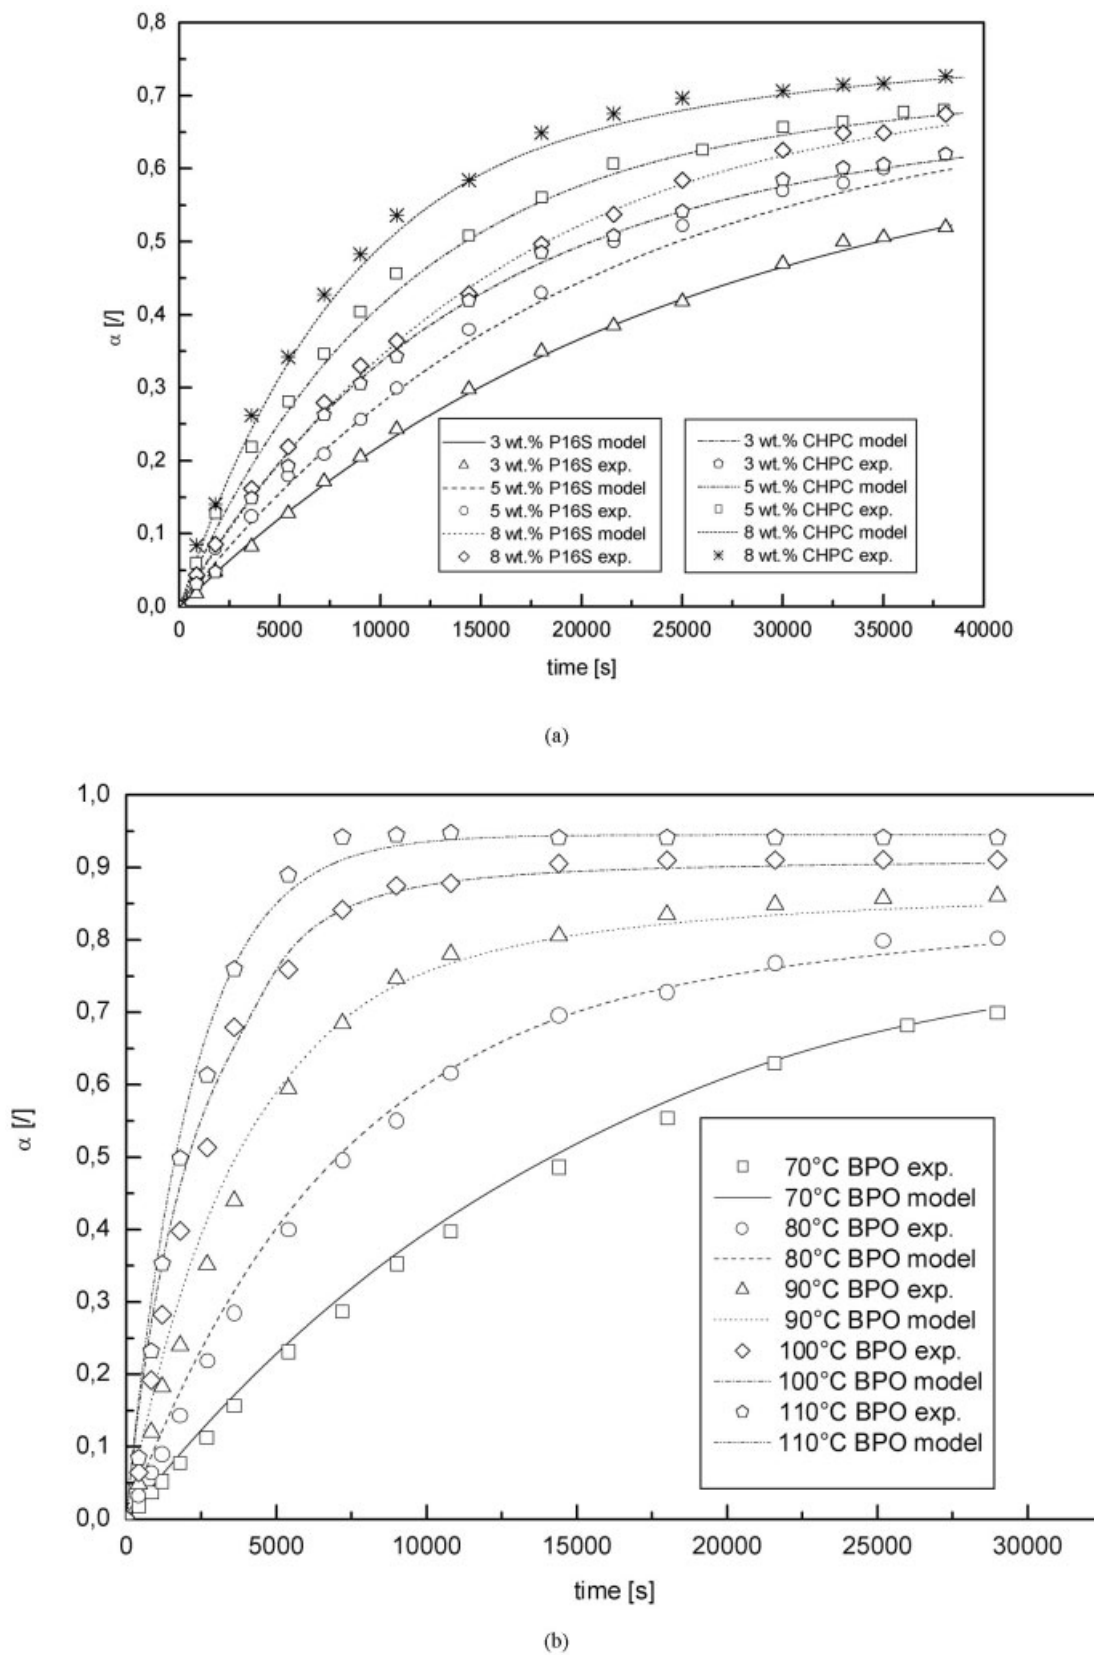 0,8
0,7
0,6
0,5
0,4
0,3
0,2
0,1
0,0
α [/]
3 wt.% P16S model
3 wt.% P16S exp.
5 wt.% P16S model
5 wt.% P16S exp.
8 wt.% P16S model
8 wt.% P16S exp.
3 wt.% CHPC model
3 wt.% CHPC exp.
5 wt.% CHPC model
5 wt.% CHPC exp.
8 wt.% CHPC model
8 wt.% CHPC exp.
0 5000 10000 15000 20000 25000 30000 35000 40000
time [s]
(a)
1,0
0,9
0,8
0,7
0,6
0,5
0,4
0,3
0,2
0,1
0,0
α [/]
70°C BPO exp.
70°C BPO model
80°C BPO exp.
80°C BPO model
90°C BPO exp.
90°C BPO model
100°C BPO exp.
100°C BPO model
110°C BPO exp.
110°C BPO model
0 5000 10000 15000 20000 25000 30000
time [s]
(b)